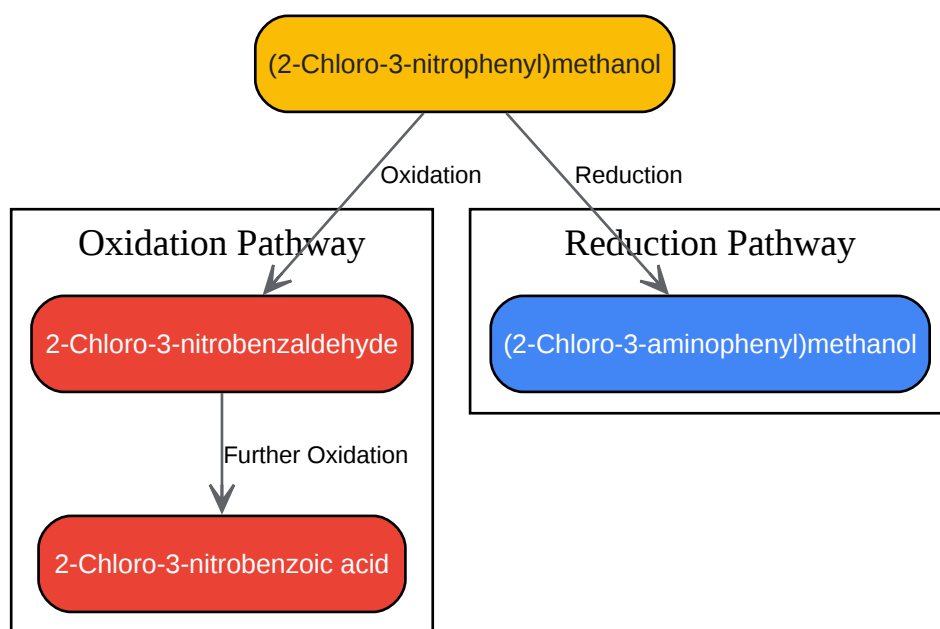 (2-Chloro-3-nitrophenyl)methanol
Oxidation
Reduction
Oxidation Pathway
Reduction Pathway
2-Chloro-3-nitrobenzaldehyde
(2-Chloro-3-aminophenyl)methanol
Further Oxidation
2-Chloro-3-nitrobenzoic acid